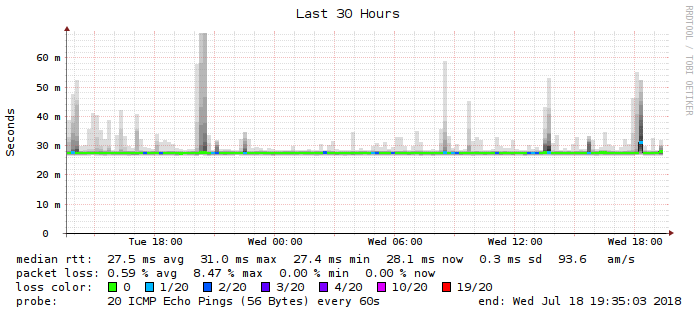 Last 30 Hours
RRDTOOL / TOBI OETIKER
Seconds
60 m
50 m
40 m
30 m
20 m
10 m
0
Tue 18:00 Wed 00:00 Wed 06:00 Wed 12:00 Wed 18:00
median rtt: 27.5 ms avg 31.0 ms max 27.4 ms min 28.1 ms now 0.3 ms sd 93.6 am/s
packet loss: 0.59 % avg 8.47 % max 0.00 % min 0.00 % now
loss color: 0 1/20 2/20 3/20 4/20 10/20 19/20
probe: 20 ICMP Echo Pings (56 Bytes) every 60s end: Wed Jul 18 19:35:03 2018